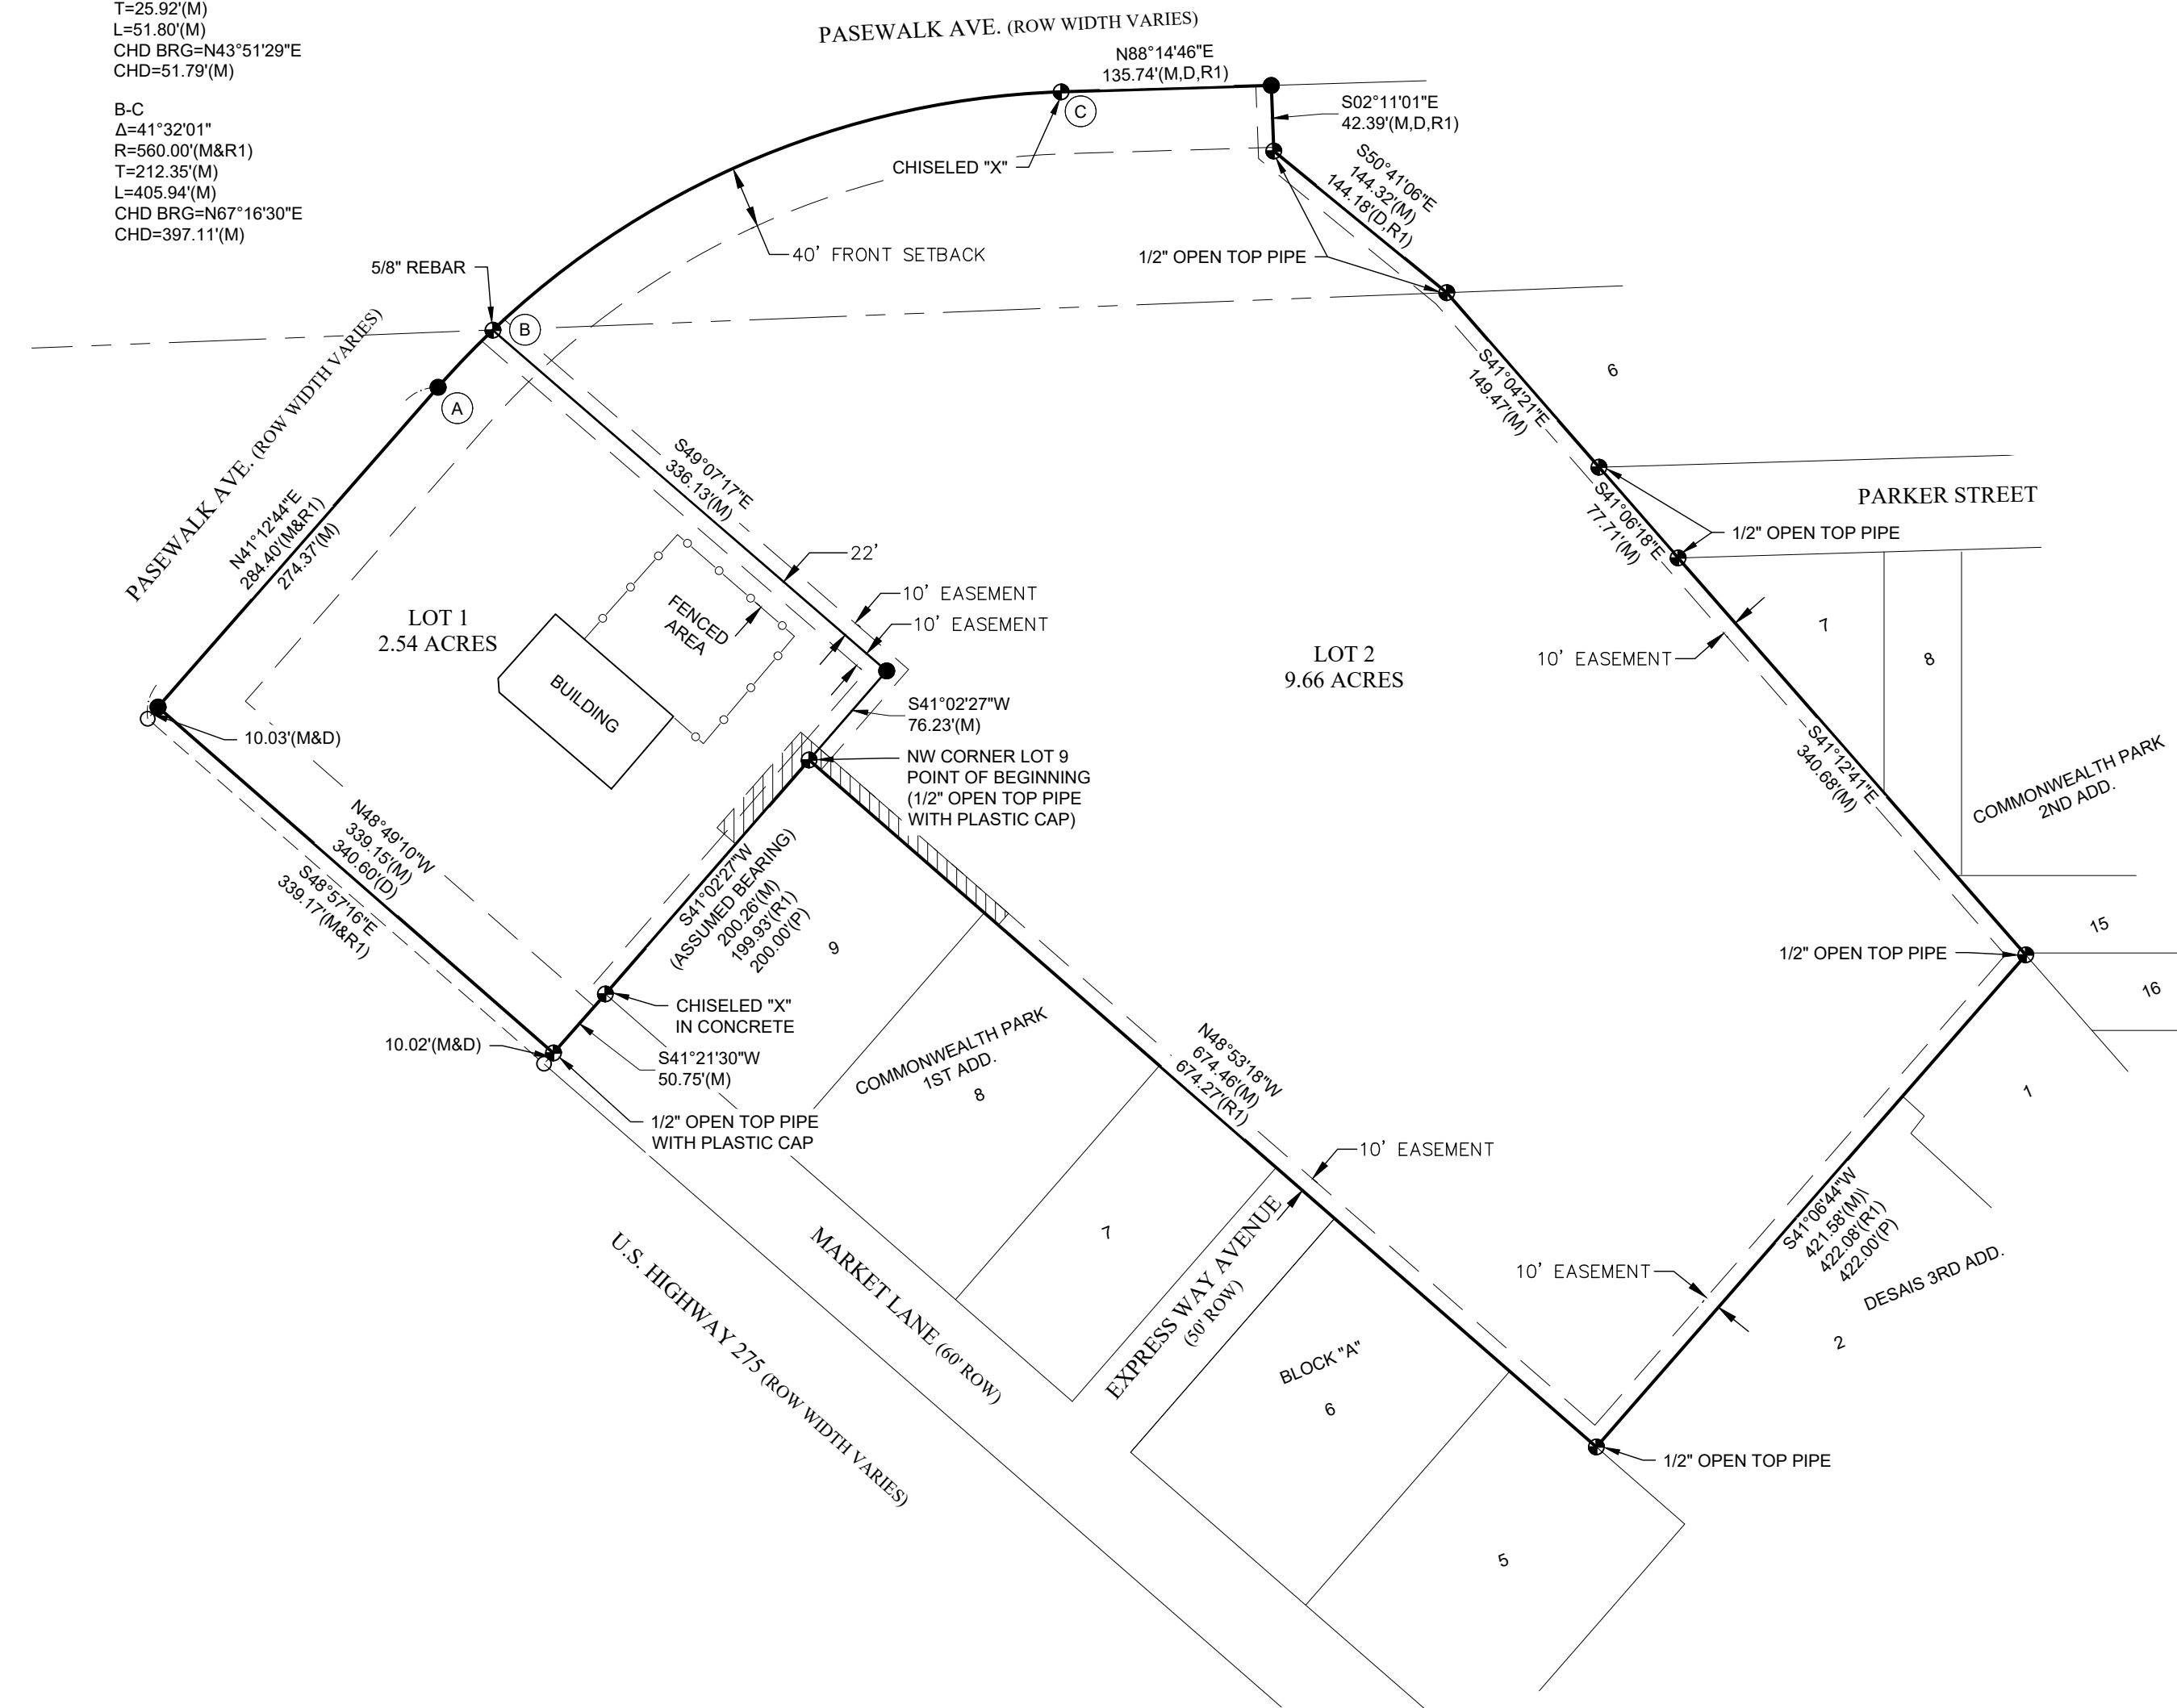 T=25.92'(M)
L=51.80'(M)
CHD BRG=N43°51'29"E
CHD=51.79'(M)
B-C
Δ=41°32'01"
R=560.00'(M&R1)
T=212.35'(M)
L=405.94'(M)
CHD BRG=N67°16'30"E
CHD=397.11'(M)
PASEWALK AVE. (ROW WIDTH VARIES)
N88°14'46"E
135.74'(M,D,R1)
C
S02°11'01"E
42.39'(M,D,R1)
CHISELED "X"
S50°41'06"E
144.32'(M)
144.18'(D,R1)
40' FRONT SETBACK
1/2" OPEN TOP PIPE
5/8" REBAR
B
A
PASEWALK AVE. (ROW WIDTH VARIES)
S41°04'21"E
149.47'(M)
6
S49°07'17"E
336.13'(M)
S41°06'18"E
77.71'(M)
PARKER STREET
1/2" OPEN TOP PIPE
N41°12'44"E
284.40'(M&R1)
274.37'(M)
22'
10' EASEMENT
10' EASEMENT
LOT 1
2.54 ACRES
FENCED
AREA
BUILDING
LOT 2
9.66 ACRES
10' EASEMENT
7
8
S41°02'27"W
76.23'(M)
10.03'(M&D)
NW CORNER LOT 9
POINT OF BEGINNING
(1/2" OPEN TOP PIPE
WITH PLASTIC CAP)
S41°12'41"E
340.68'(M)
COMMONWEALTH PARK
2ND ADD.
N48°49'10"W
339.15'(M)
340.60'(D)
S48°57'16"E
339.17'(M&R1)
S41°02'27"W
(ASSUMED BEARING)
200.26'(M)
199.93'(R1)
200.00'(P)
9
15
1/2" OPEN TOP PIPE
16
CHISELED "X"
IN CONCRETE
10.02'(M&D)
S41°21'30"W
50.75'(M)
COMMONWEALTH PARK
1ST ADD.
8
N48°53'18"W
674.46'(M)
674.27'(R1)
1
1/2" OPEN TOP PIPE
WITH PLASTIC CAP
10' EASEMENT
S41°06'44"W
421.58'(M)\
422.08'(R1)
422.00'(P)
7
10' EASEMENT
DESAIS 3RD ADD.
2
U.S. HIGHWAY 275 (ROW WIDTH VARIES)
MARKET LANE (60' ROW)
EXPRESS WAY AVENUE
(50' ROW)
BLOCK "A"
6
1/2" OPEN TOP PIPE
5